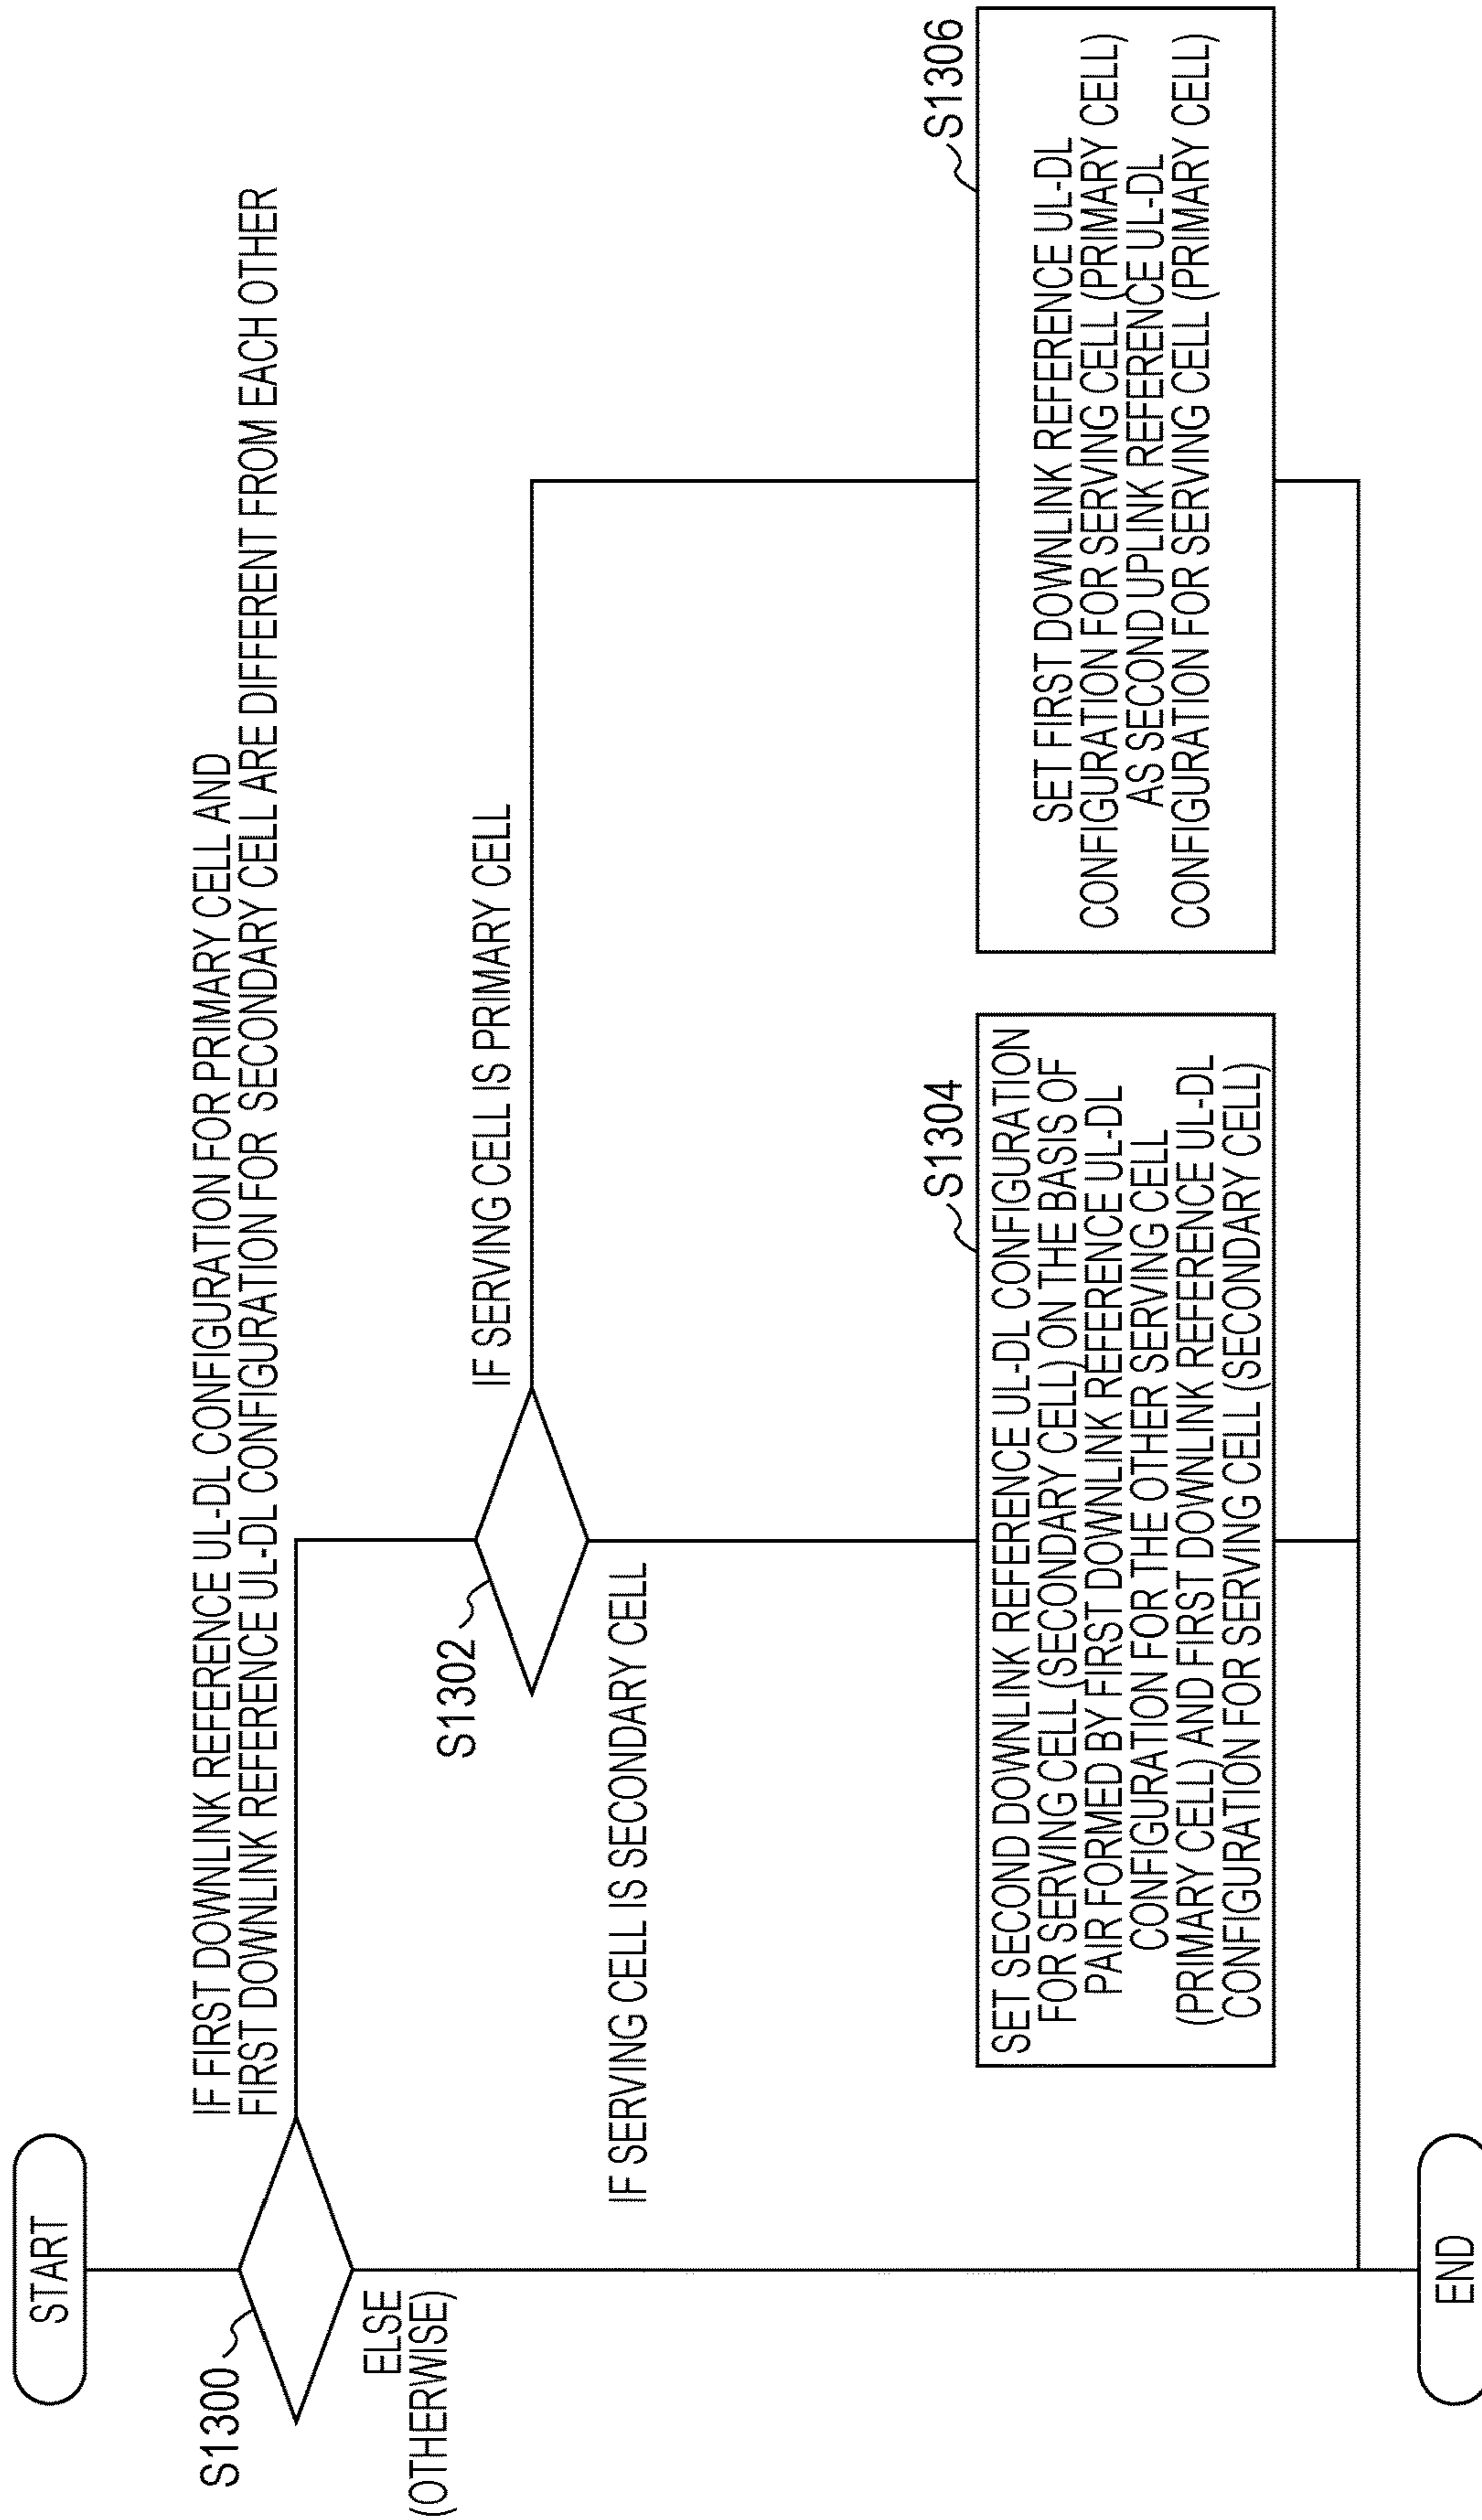 START
S1300
IF FIRST DOWNLINK REFERENCE UL-DL CONFIGURATION FOR PRIMARY CELL AND
FIRST DOWNLINK REFERENCE UL-DL CONFIGURATION FOR SECONDARY CELL ARE DIFFERENT FROM EACH OTHER
ELSE
(OTHERWISE)
S1302
IF SERVING CELL IS PRIMARY CELL
IF SERVING CELL IS SECONDARY CELL
S1304
SET SECOND DOWNLINK REFERENCE UL-DL CONFIGURATION
FOR SERVING CELL (SECONDARY CELL) ON THE BASIS OF
PAIR FORMED BY FIRST DOWNLINK REFERENCE UL-DL
CONFIGURATION FOR THE OTHER SERVING CELL
(PRIMARY CELL) AND FIRST DOWNLINK REFERENCE UL-DL
CONFIGURATION FOR SERVING CELL (SECONDARY CELL)
S1306
SET FIRST DOWNLINK REFERENCE UL-DL
CONFIGURATION FOR SERVING CELL (PRIMARY CELL)
AS SECOND UPLINK REFERENCE UL-DL
CONFIGURATION FOR SERVING CELL (PRIMARY CELL)
END